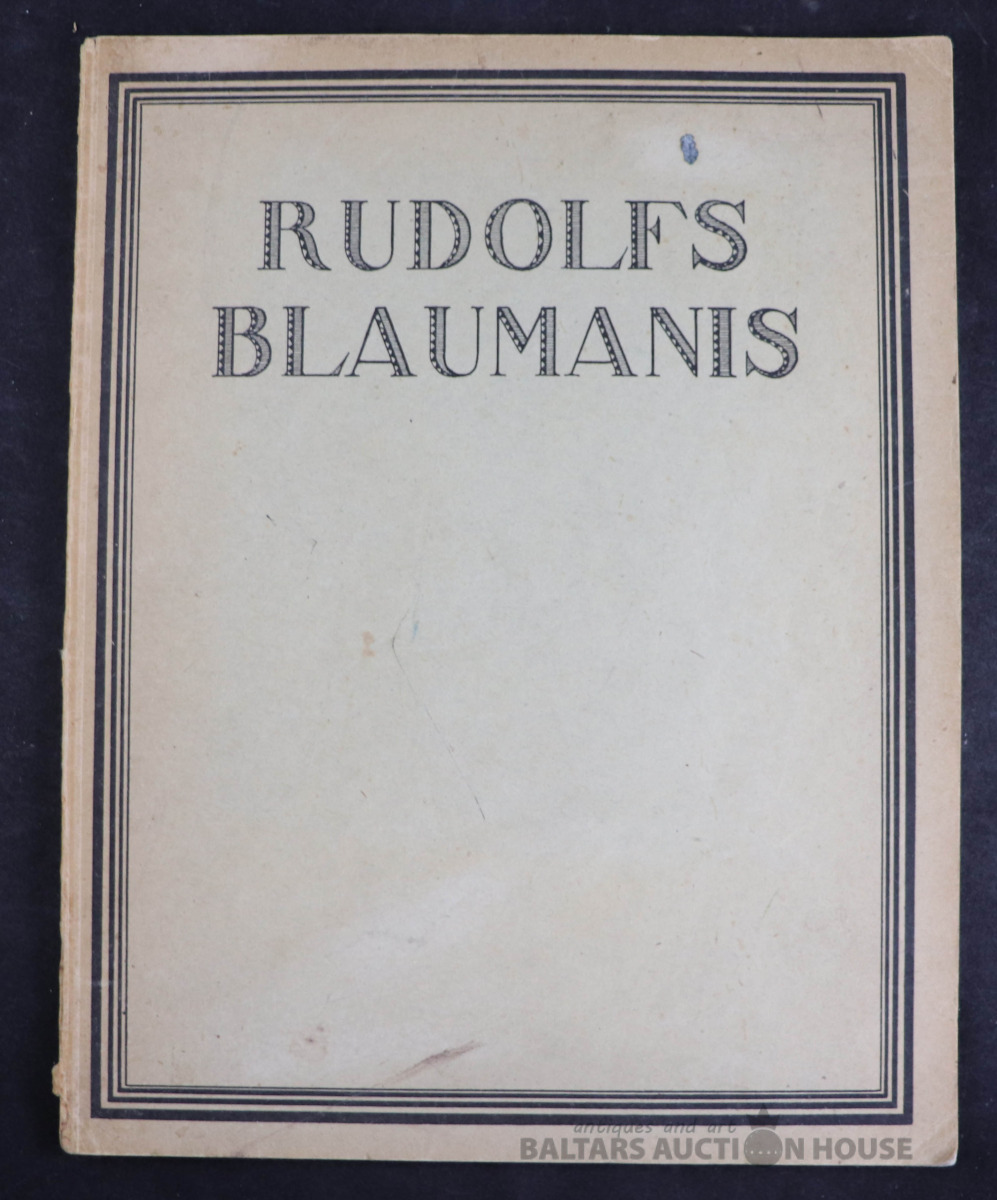 RUDOLFS
BLAUMANIS
antiques and art
BALTARS AUCTION HOUSE